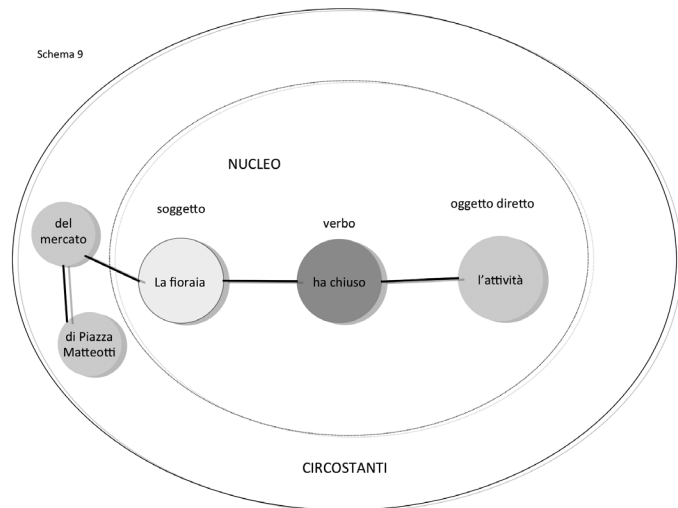 Schema 9
NUCLEO
soggetto
verbo
oggetto diretto
del
mercato
La fioraia
ha chiuso
l'attività
di Piazza
Matteotti
CIRCOSTANTI